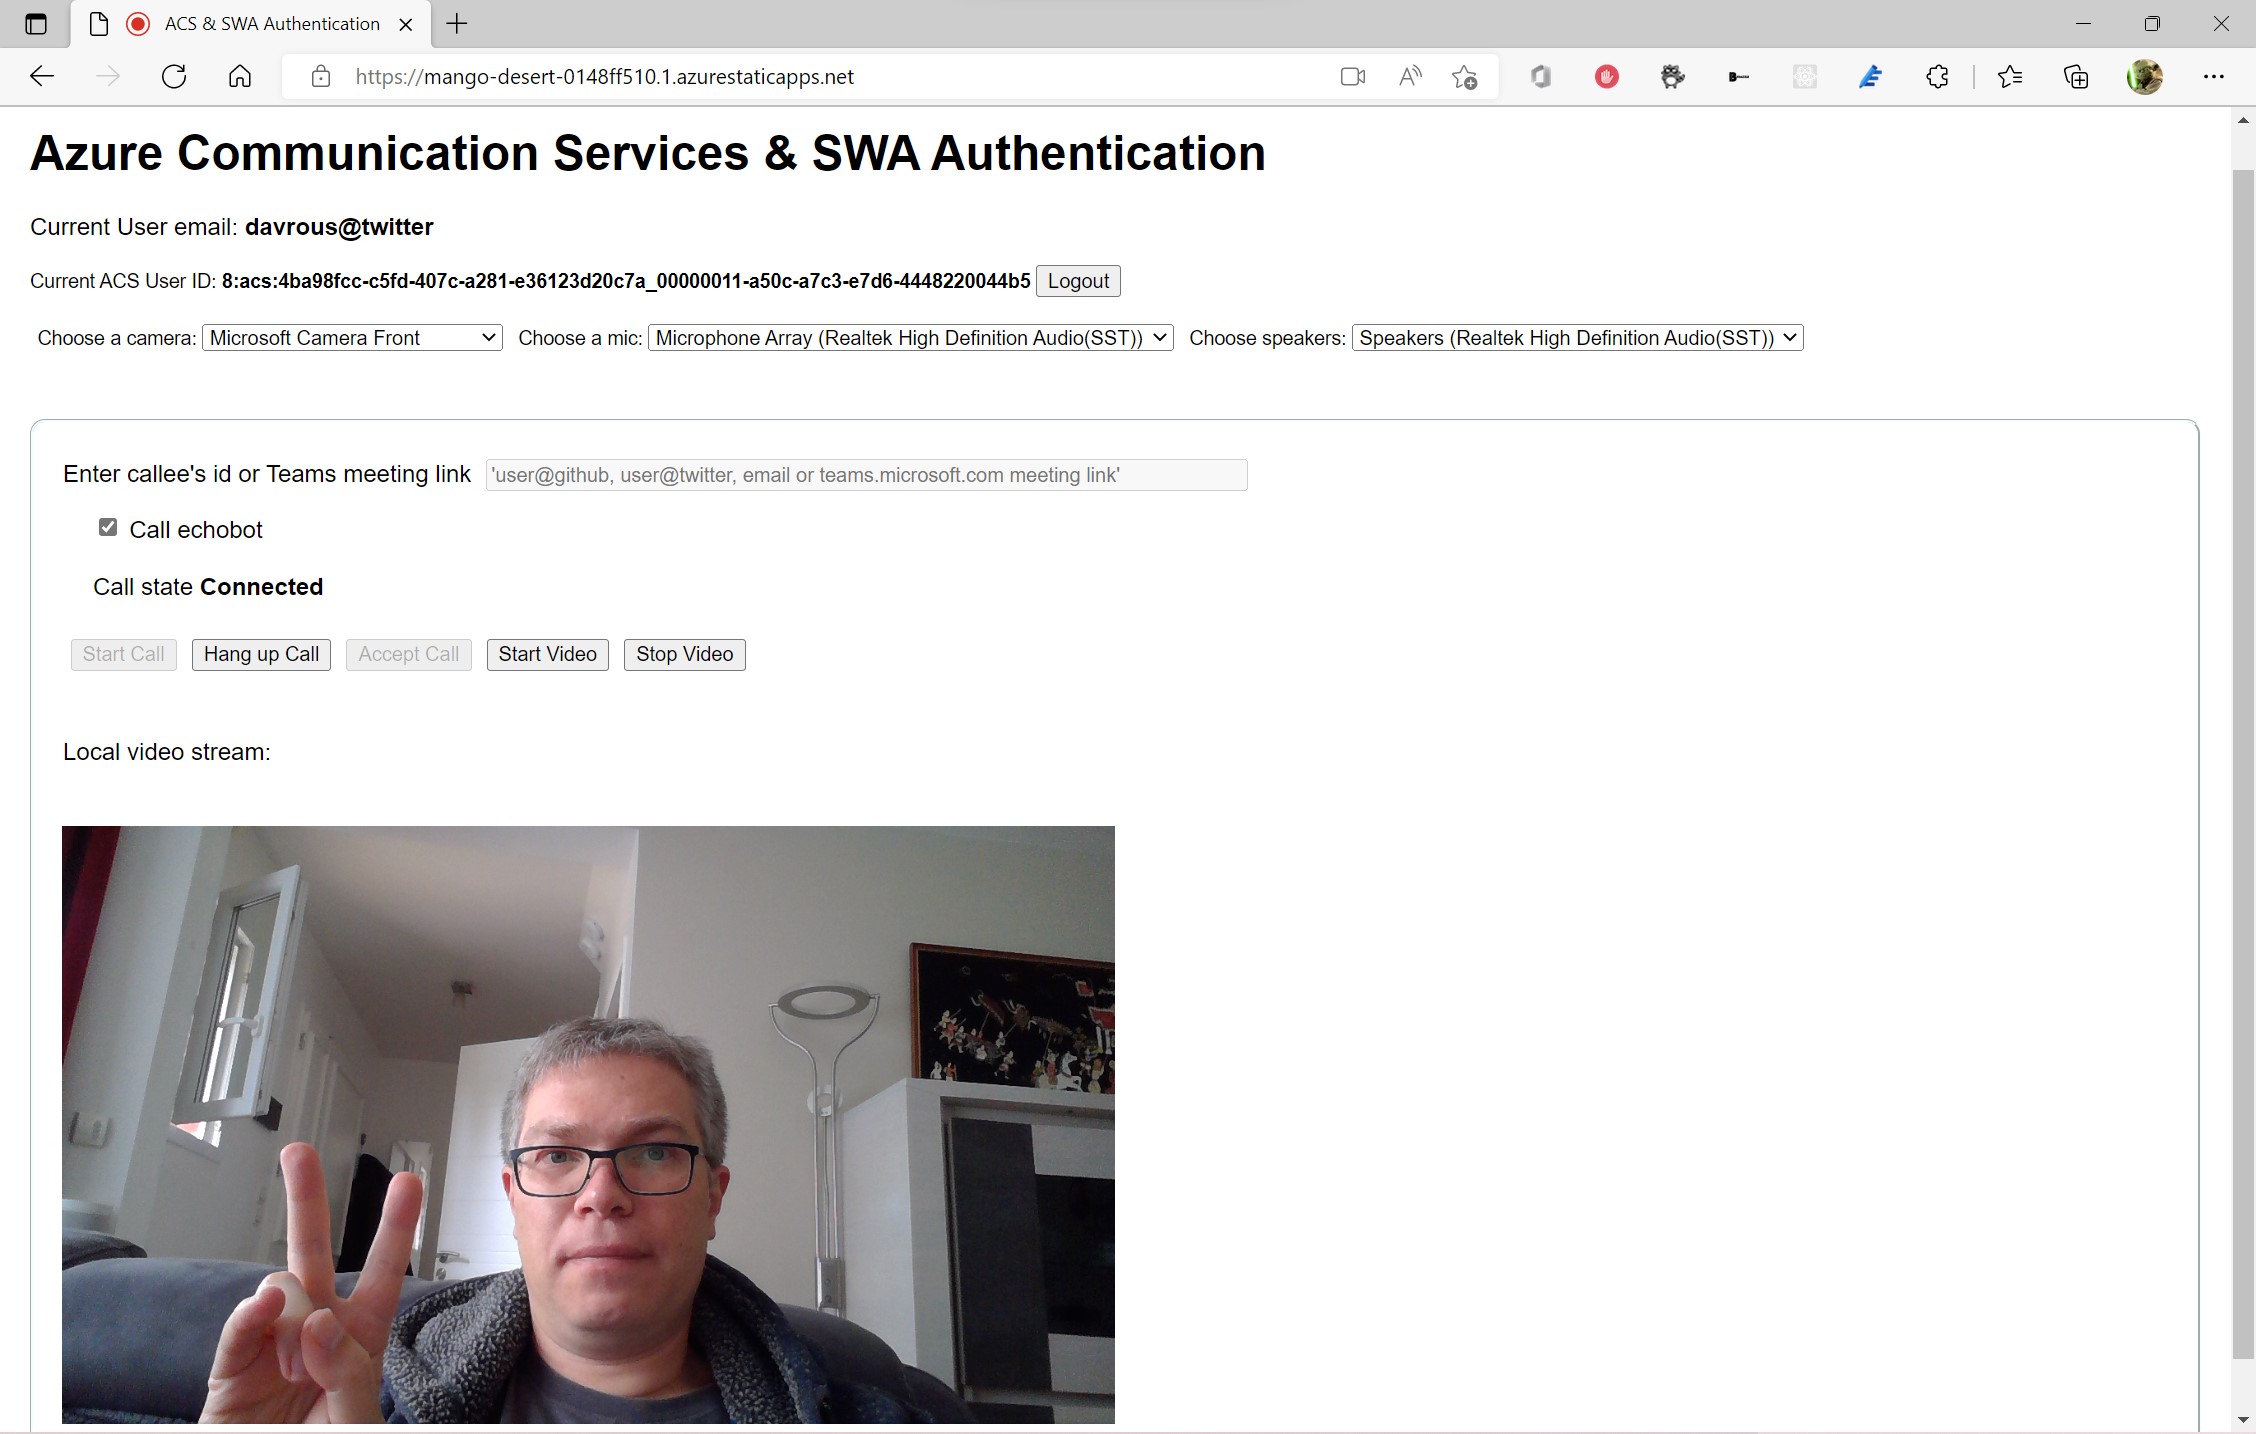 ACS & SWA Authentication
https://mango-desert-0148ff510.1.azurestaticapps.net
Azure Communication Services & SWA Authentication
Current User email: davrous@twitter
Current ACS User ID: 8:acs:4ba98fcc-c5fd-407c-a281-e36123d20c7a_00000011-a50c-a7c3-e7d6-4448220044b5 Logout
Choose a camera: Microsoft Camera Front Choose a mic: Microphone Array (Realtek High Definition Audio(SST)) Choose speakers: Speakers (Realtek High Definition Audio(SST))
Enter callee's id or Teams meeting link 'user@github, user@twitter, email or teams.microsoft.com meeting link'
Call echobot
Call state Connected
Start Call Hang up Call Accept Call Start Video Stop Video
Local video stream: